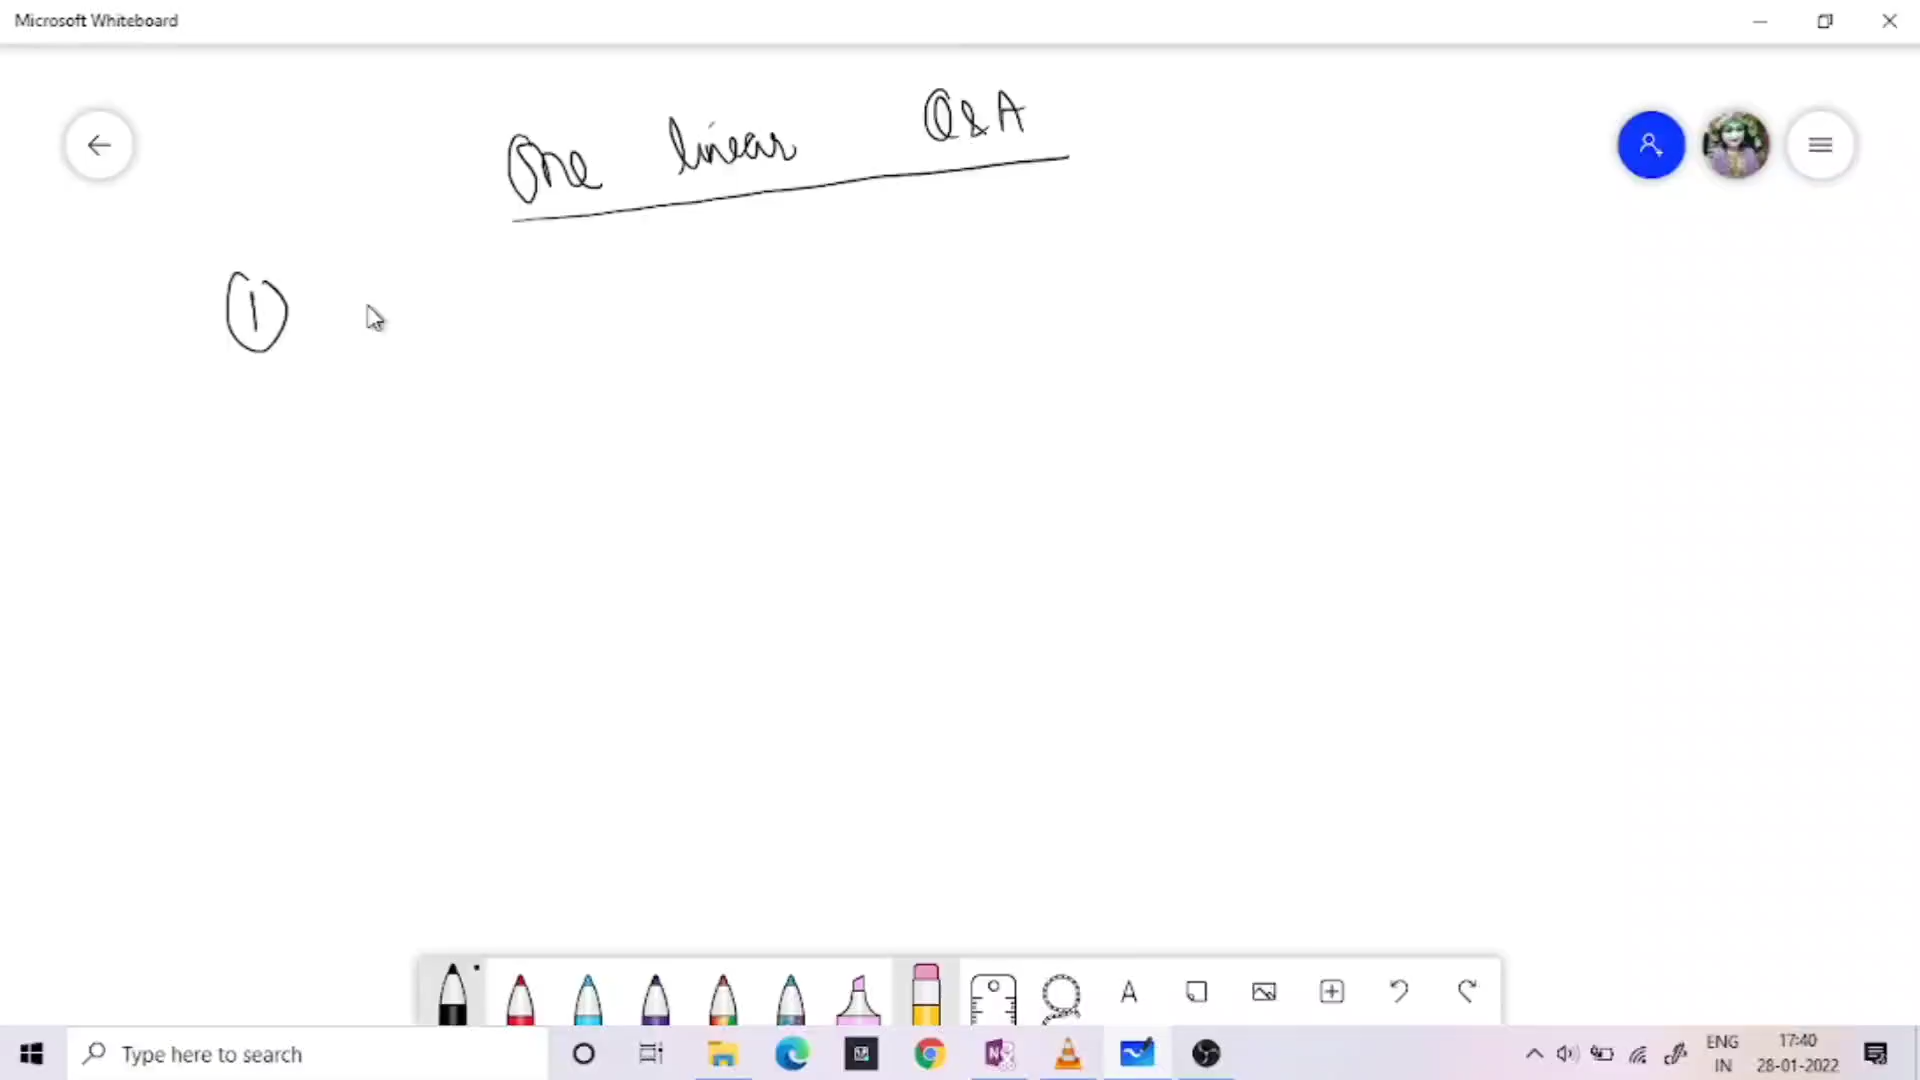 Microsoft Whiteboard
One linear Q&A
①
A
Type here to search
ENG
IN
17:40
28-01-2022